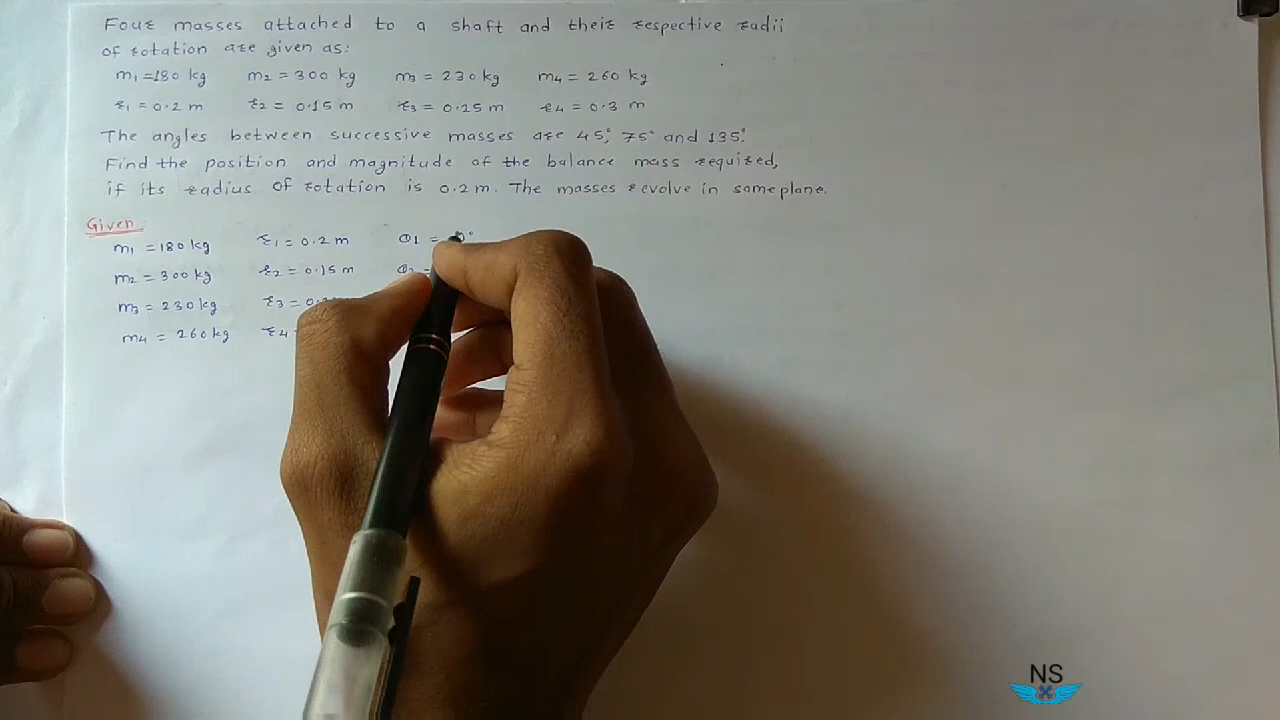 Four masses attached to a shaft and their respective radii
of rotation are given as:
m1 = 180 kg m2 = 300 kg m3 = 230 kg m4 = 260 kg
r1 = 0.2 m r2 = 0.15 m r3 = 0.25 m r4 = 0.3 m
The angles between successive masses are 45°, 75° and 135°.
Find the position and magnitude of the balance mass required,
if its radius of rotation is 0.2 m. The masses revolve in same plane.
Given
m1 = 180 kg r1 = 0.2 m θ1 =
m2 = 300 kg r2 = 0.15 m
m3 = 230 kg r3 =
m4 = 260 kg r4
NS